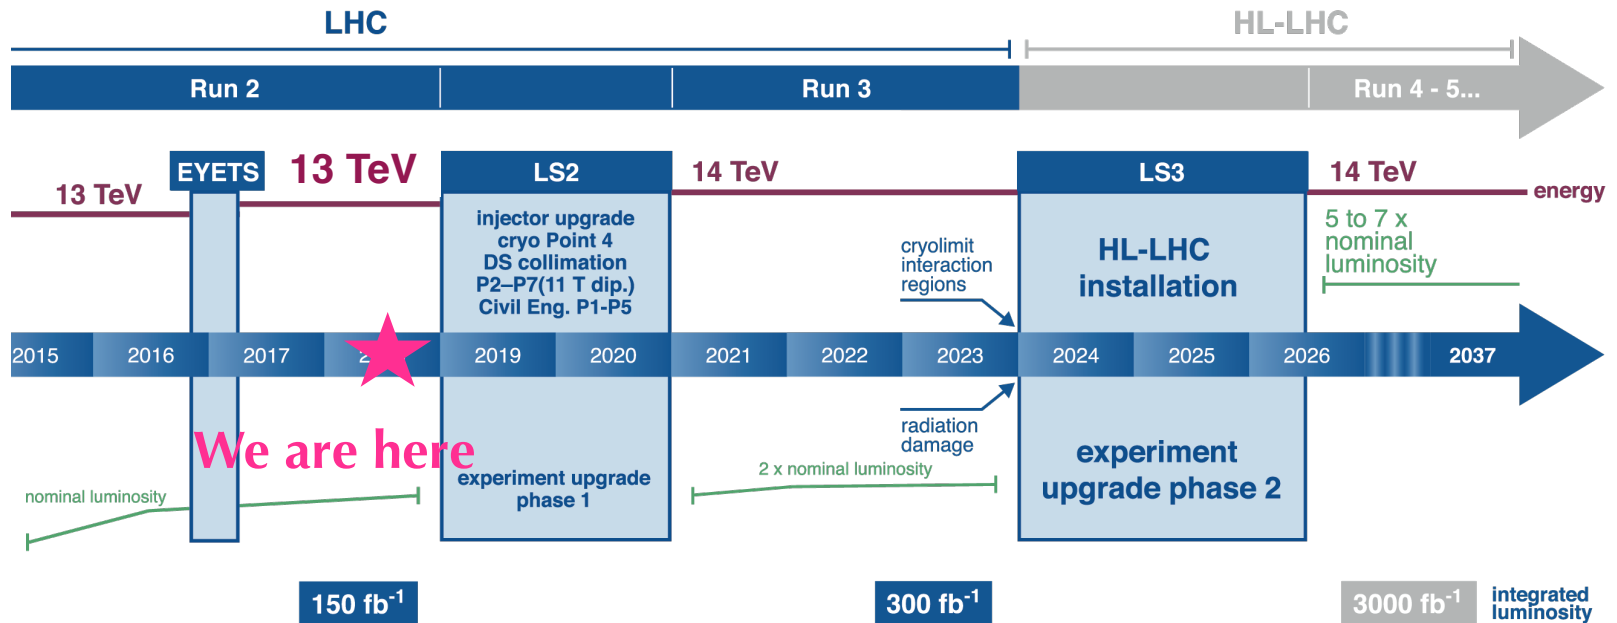 LHC
HL-LHC
Run 2
Run 3
Run 4 - 5...
EYETS
13 TeV
13 TeV
LS2
14 TeV
LS3
14 TeV
energy
injector upgrade
cryo Point 4
DS collimation
P2–P7(11 T dip.)
Civil Eng. P1-P5
cryolimit
interaction
regions
HL-LHC
installation
5 to 7 x
nominal
luminosity
2015
2016
2017
2019
2020
2021
2022
2023
2024
2025
2026
2037
We are here
radiation
damage
nominal luminosity
experiment upgrade
phase 1
2 x nominal luminosity
experiment
upgrade phase 2
150 fb-1
300 fb-1
3000 fb-1
integrated
luminosity